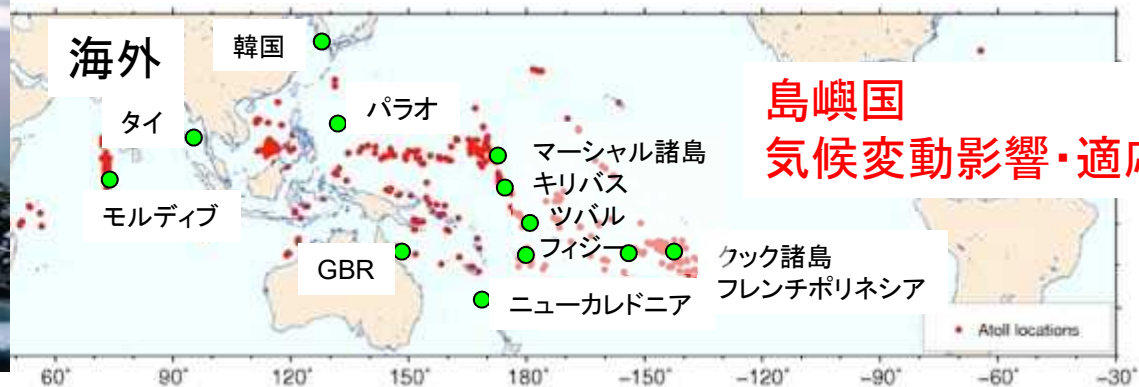 海外
韓国
タイ
パラオ
島嶼国
気候変動影響・適応
マーシャル諸島
キリバス
モルディブ
ツバル
フィジー
GBR
クック諸島
フレンチポリネシア
ニューカレドニア
Atoll locations
60° 90° 120° 150° 180° -150° -120° -90° -60° -30°